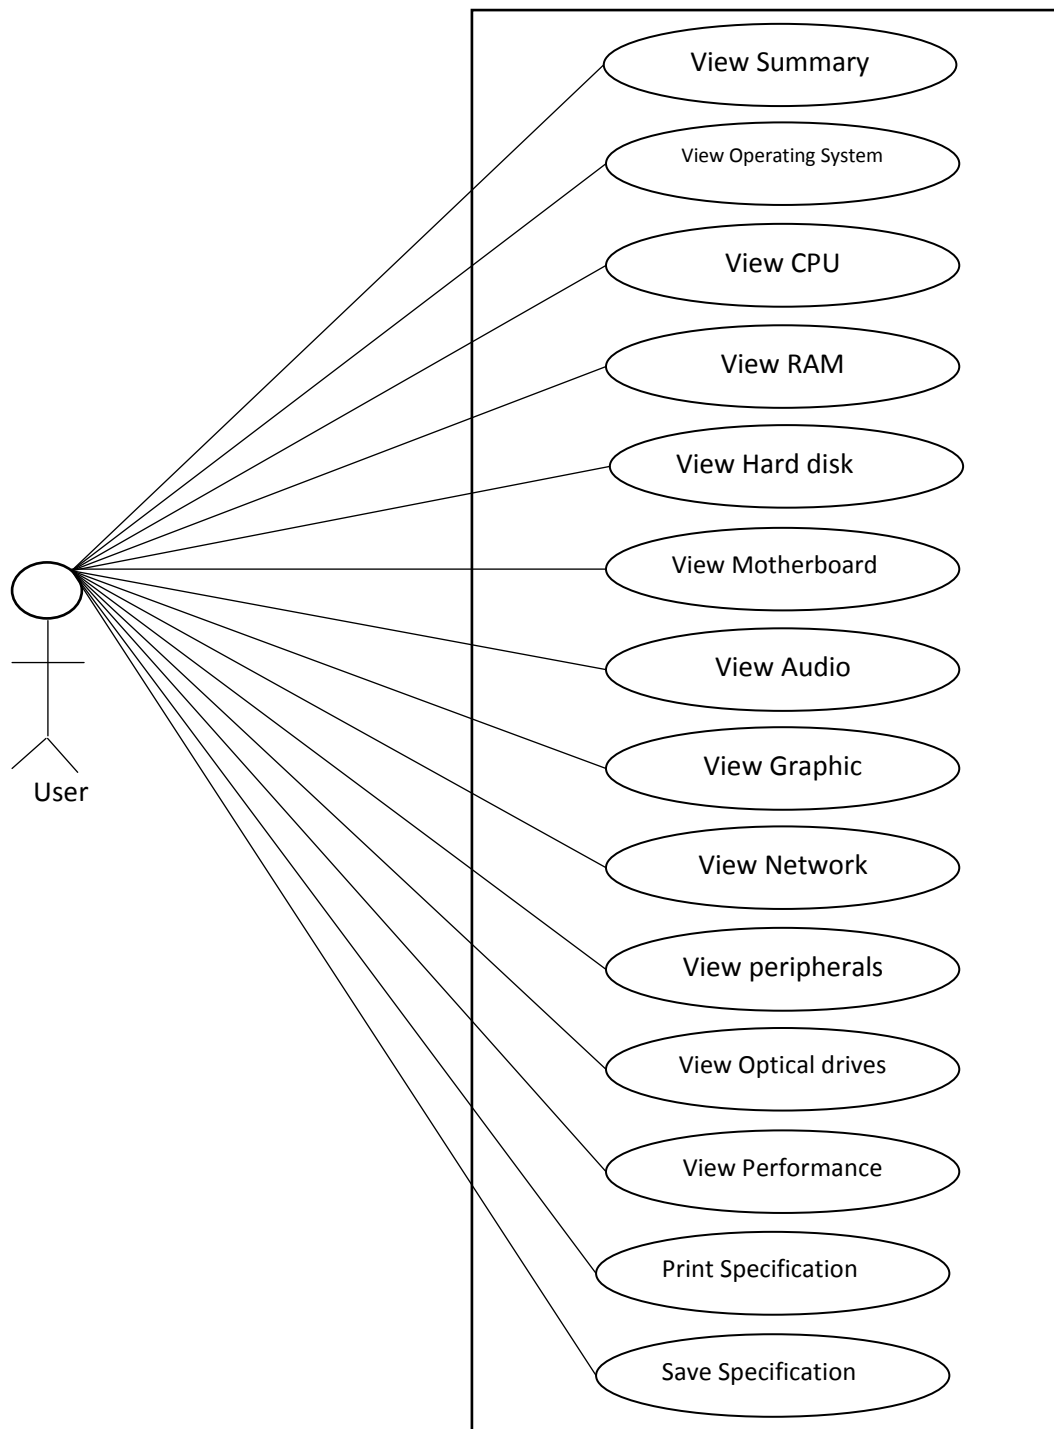 View Summary
View Operating System
View CPU
View RAM
View Hard disk
View Motherboard
View Audio
View Graphic
User
View Network
View peripherals
View Optical drives
View Performance
Print Specification
Save Specification